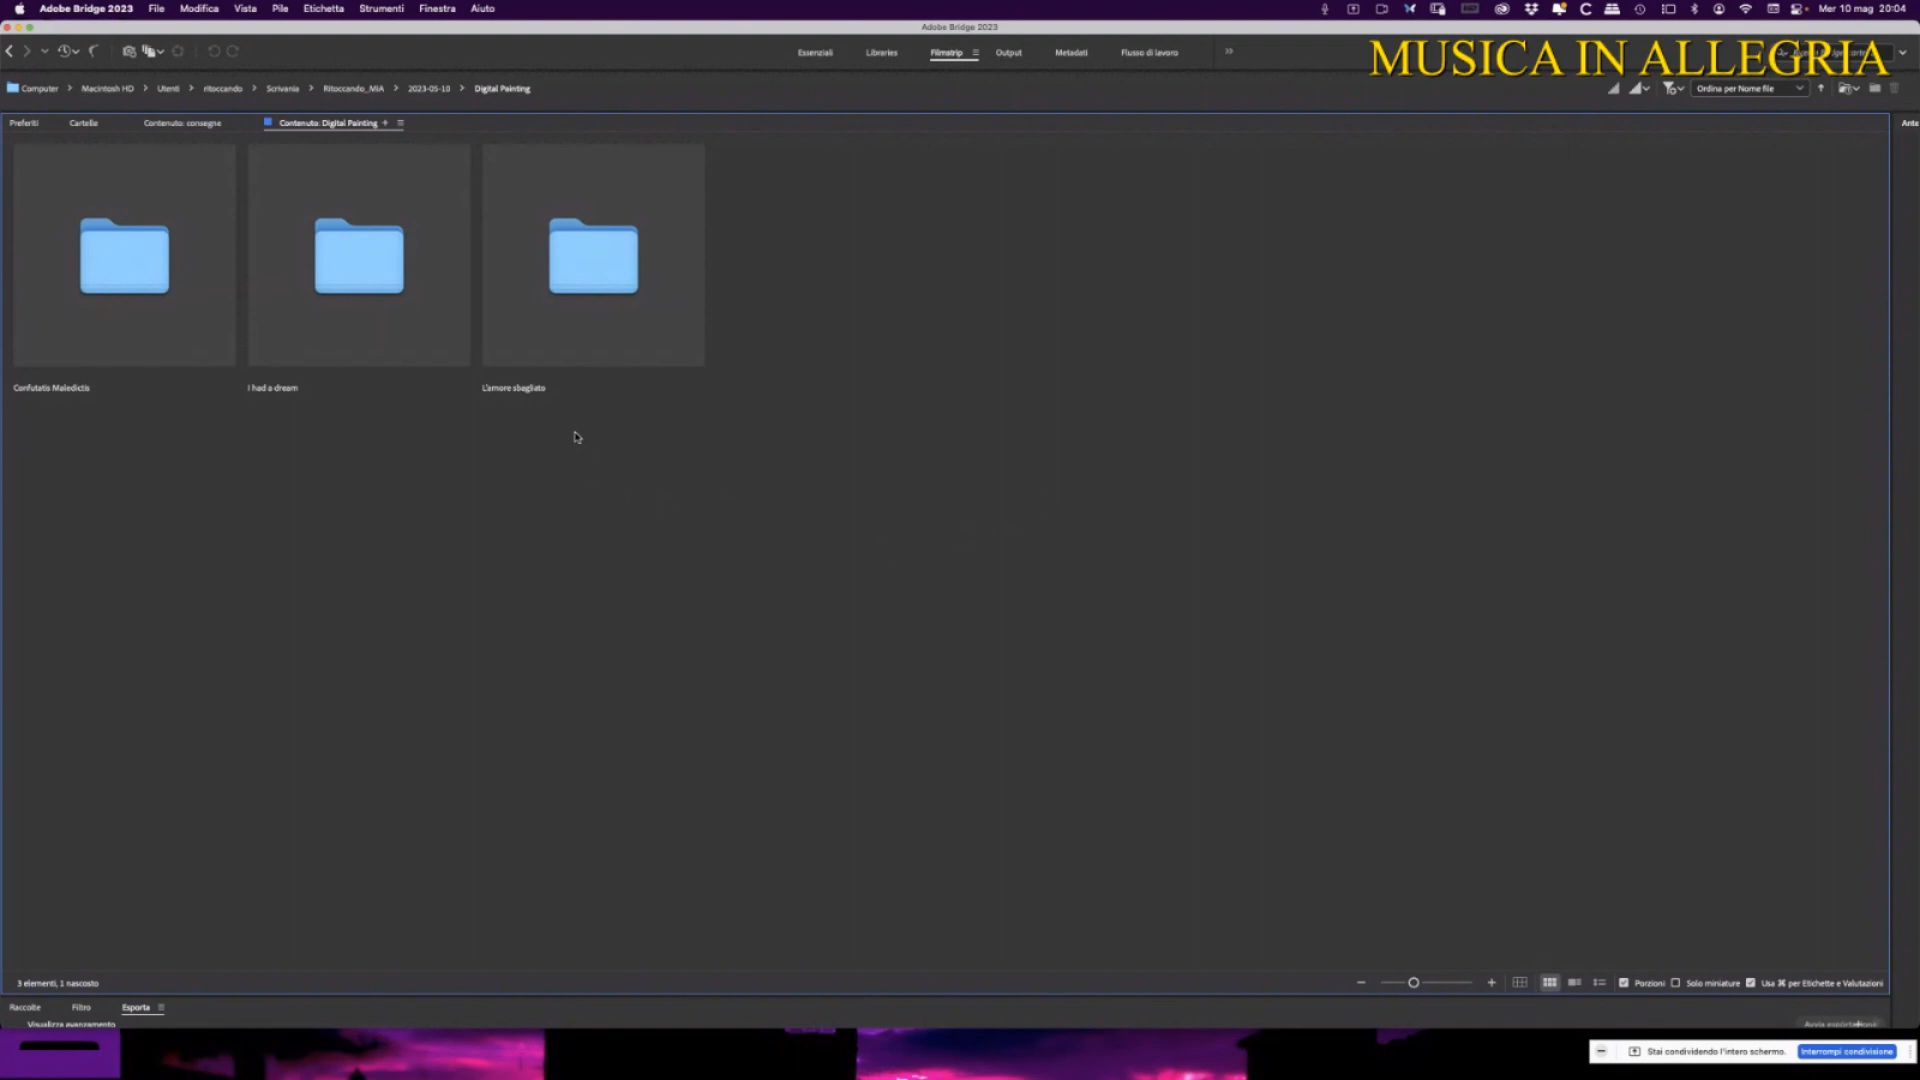 Adobe Bridge 2023 File Modifica Vista Pile Etichetta Strumenti Finestra Aiuto Mer 10 mag 20:04
Adobe Bridge 2023
Essenziali Libraries Filmstrip Output Metadati Flusso di lavoro
MUSICA IN ALLEGRIA
Computer Macintosh HD Utenti ritoccando Scrivania Ritoccando_MIA 2023-05-10 Digital Painting Ordina per Nome file
Preferiti Cartelle Contenuto: consegne Contenuto: Digital Painting Ante
Confutatis Maledictis I had a dream L'amore sbagliato
3 elementi, 1 nascosto Porzioni Solo miniature Usa ⌘ per Etichette e Valutazioni
Raccolte Filtro Esporta
Visualizza avanzamento
Stai condividendo l'intero schermo. Interrompi condivisione